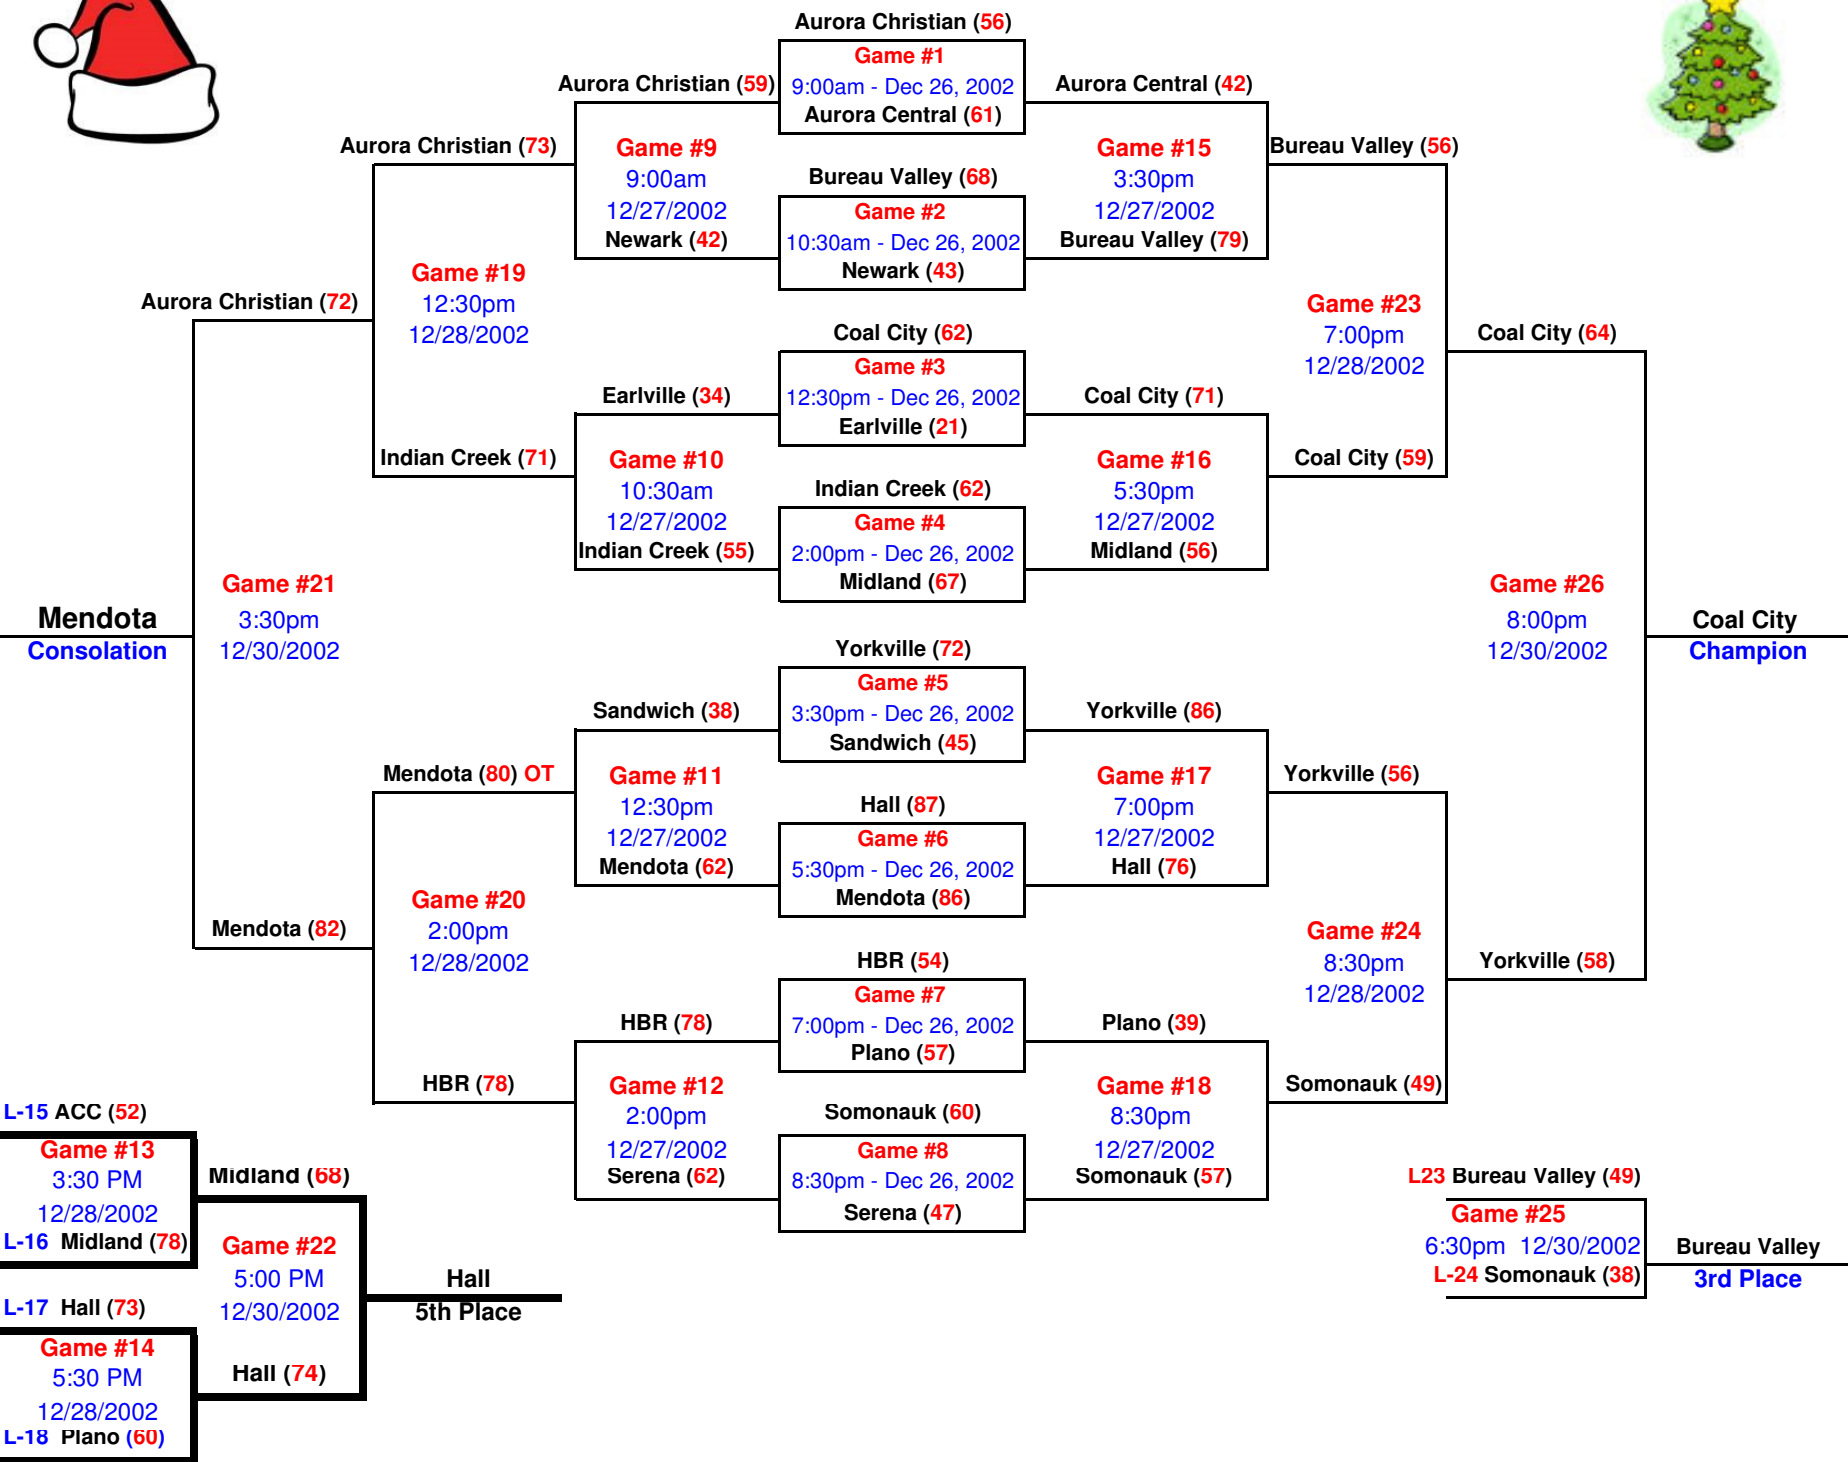 Aurora Christian (56)
Game #1
Aurora Christian (59)
9:00am - Dec 26, 2002
Aurora Central (42)
Aurora Central (61)
Aurora Christian (73)
Game #9
Game #15
Bureau Valley (56)
9:00am
Bureau Valley (68)
3:30pm
12/27/2002
Game #2
12/27/2002
Newark (42)
10:30am - Dec 26, 2002
Bureau Valley (79)
Game #19
Newark (43)
Aurora Christian (72)
12:30pm
Game #23
12/28/2002
Coal City (62)
7:00pm
Coal City (64)
Game #3
12/28/2002
Earlville (34)
12:30pm - Dec 26, 2002
Coal City (71)
Earlville (21)
Indian Creek (71)
Game #10
Game #16
Coal City (59)
10:30am
Indian Creek (62)
5:30pm
12/27/2002
Game #4
12/27/2002
Indian Creek (55)
2:00pm - Dec 26, 2002
Midland (56)
Game #21
Midland (67)
Game #26
Mendota
3:30pm
8:00pm
Coal City
Consolation
12/30/2002
Yorkville (72)
12/30/2002
Champion
Game #5
Sandwich (38)
3:30pm - Dec 26, 2002
Yorkville (86)
Sandwich (45)
Mendota (80) OT
Game #11
Game #17
Yorkville (56)
12:30pm
Hall (87)
7:00pm
12/27/2002
Game #6
12/27/2002
Mendota (62)
5:30pm - Dec 26, 2002
Hall (76)
Game #20
Mendota (86)
Mendota (82)
2:00pm
Game #24
12/28/2002
HBR (54)
8:30pm
Yorkville (58)
Game #7
12/28/2002
HBR (78)
7:00pm - Dec 26, 2002
Plano (39)
Plano (57)
HBR (78)
Game #12
Game #18
Somonauk (49)
L-15 ACC (52)
2:00pm
Somonauk (60)
8:30pm
Game #13
12/27/2002
Game #8
12/27/2002
3:30 PM
Midland (68)
Serena (62)
8:30pm - Dec 26, 2002
Somonauk (57)
L23 Bureau Valley (49)
12/28/2002
Serena (47)
Game #25
L-16 Midland (78)
Game #22
6:30pm 12/30/2002
Bureau Valley
5:00 PM
Hall
L-24 Somonauk (38)
3rd Place
L-17 Hall (73)
12/30/2002
5th Place
Game #14
5:30 PM
Hall (74)
12/28/2002
L-18 Plano (60)